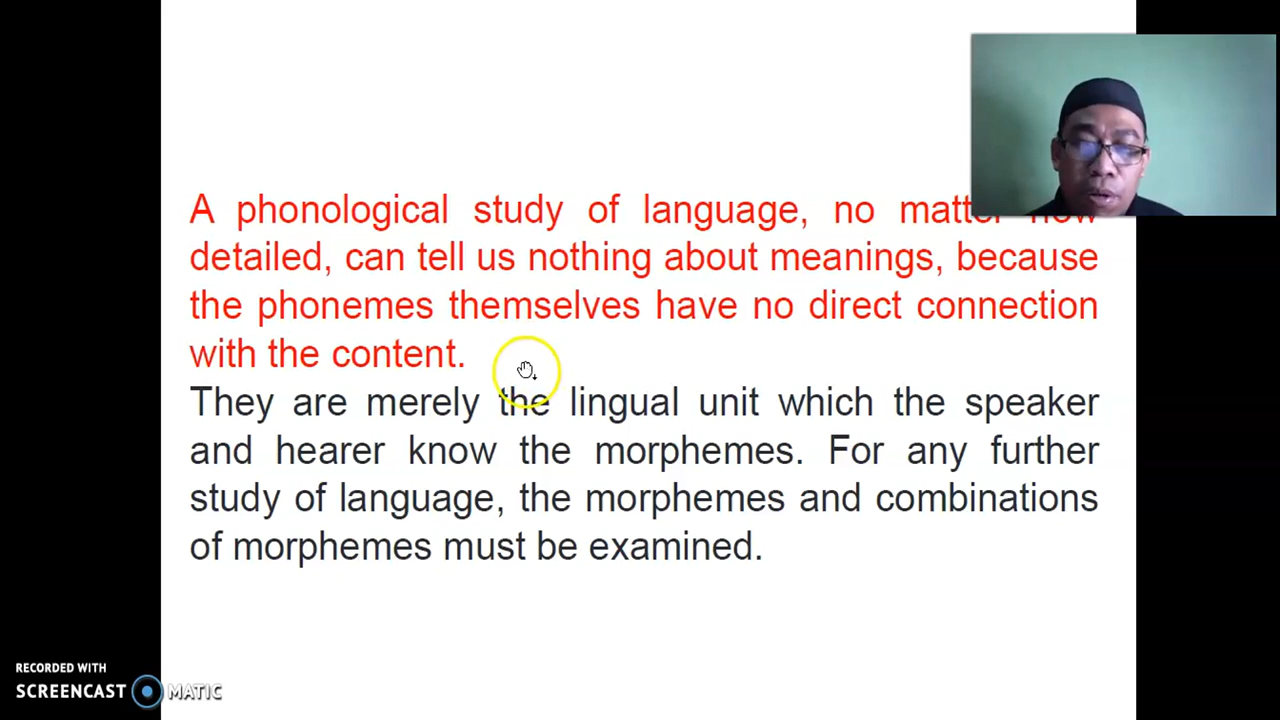 A phonological study of language, no matter how
detailed, can tell us nothing about meanings, because
the phonemes themselves have no direct connection
with the content.
They are merely the lingual unit which the speaker
and hearer know the morphemes. For any further
study of language, the morphemes and combinations
of morphemes must be examined.
RECORDED WITH
SCREENCAST MATIC